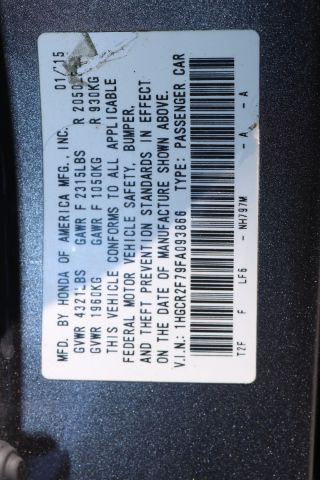 MFD. BY HONDA OF AMERICA MFG., INC. 01/15
GVWR 4321LBS GAWR F 2315LBS R 2050
GVWR 1960KG GAWR F 1050KG R 930KG
THIS VEHICLE CONFORMS TO ALL APPLICABLE
FEDERAL MOTOR VEHICLE SAFETY, BUMPER,
AND THEFT PREVENTION STANDARDS IN EFFECT
ON THE DATE OF MANUFACTURE SHOWN ABOVE.
V.I.N.: 1HGCR2F79FA093866 TYPE: PASSENGER CAR
T2F F LF6 - NH797M - A - A